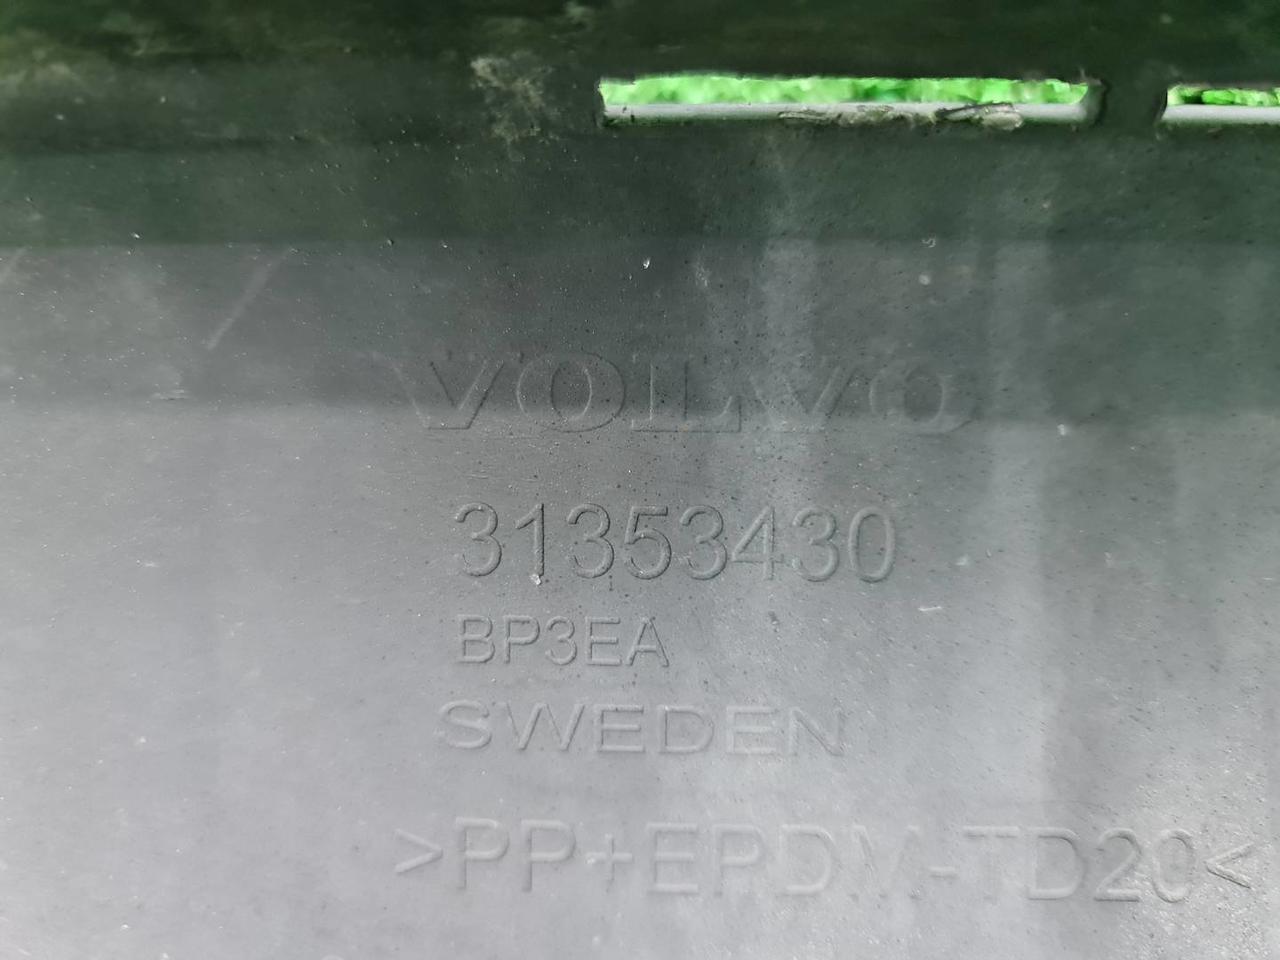 VOLVO
31353430
BP3EA
SWEDEN
>PP+EPDM-TD20<